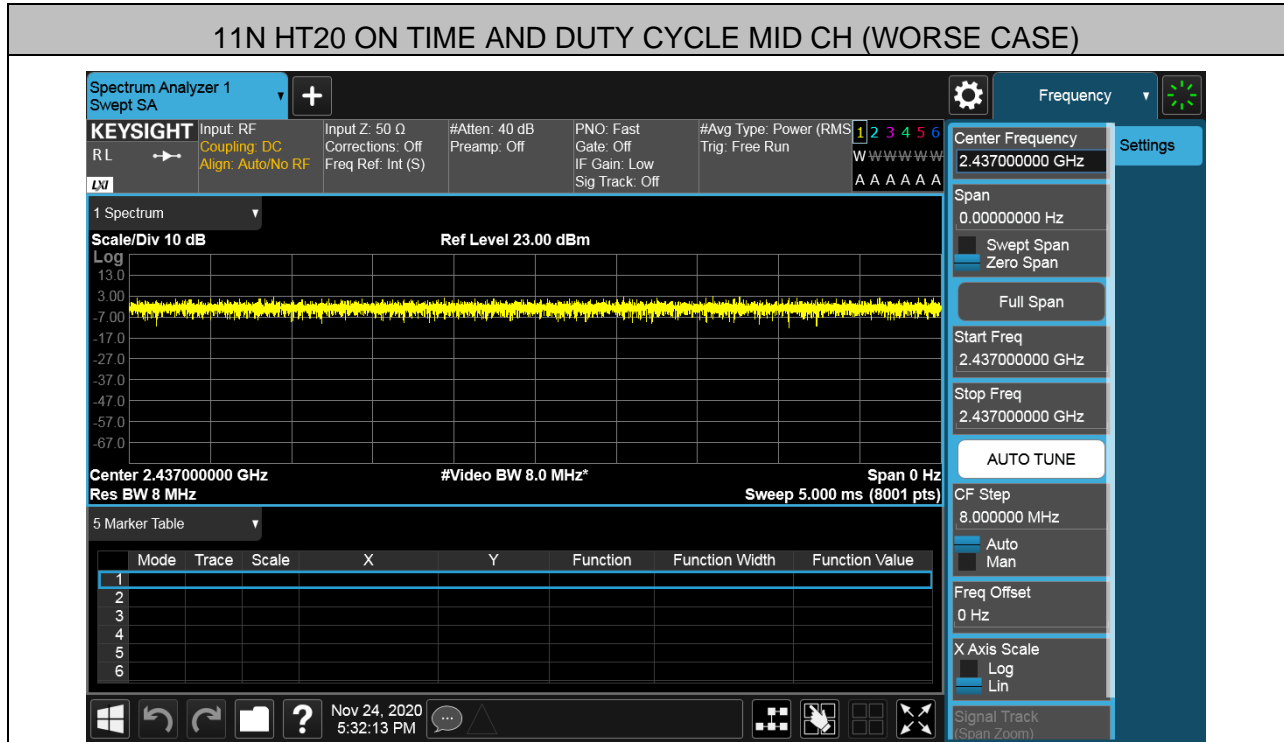 11N HT20 ON TIME AND DUTY CYCLE MID CH (WORSE CASE)
Spectrum Analyzer 1
Swept SA
Frequency
KEYSIGHT
RL
LXI
Input: RF
Coupling: DC
Align: Auto/No RF
Input Z: 50 Ω
Corrections: Off
Freq Ref: Int (S)
#Atten: 40 dB
Preamp: Off
PNO: Fast
Gate: Off
IF Gain: Low
Sig Track: Off
#Avg Type: Power (RMS
Trig: Free Run
1 2 3 4 5 6
W W W W W W
A A A A A A
1 Spectrum
Scale/Div 10 dB
Ref Level 23.00 dBm
Log
13.0
3.00
-7.00
-17.0
-27.0
-37.0
-47.0
-57.0
-67.0
Center 2.437000000 GHz
#Video BW 8.0 MHz*
Span 0 Hz
Res BW 8 MHz
Sweep 5.000 ms (8001 pts)
5 Marker Table
Mode Trace Scale X Y Function Function Width Function Value
1
2
3
4
5
6
Nov 24, 2020
5:32:13 PM
Center Frequency
2.437000000 GHz
Settings
Span
0.00000000 Hz
Swept Span
Zero Span
Full Span
Start Freq
2.437000000 GHz
Stop Freq
2.437000000 GHz
AUTO TUNE
CF Step
8.000000 MHz
Auto
Man
Freq Offset
0 Hz
X Axis Scale
Log
Lin
Signal Track
(Span Zoom)